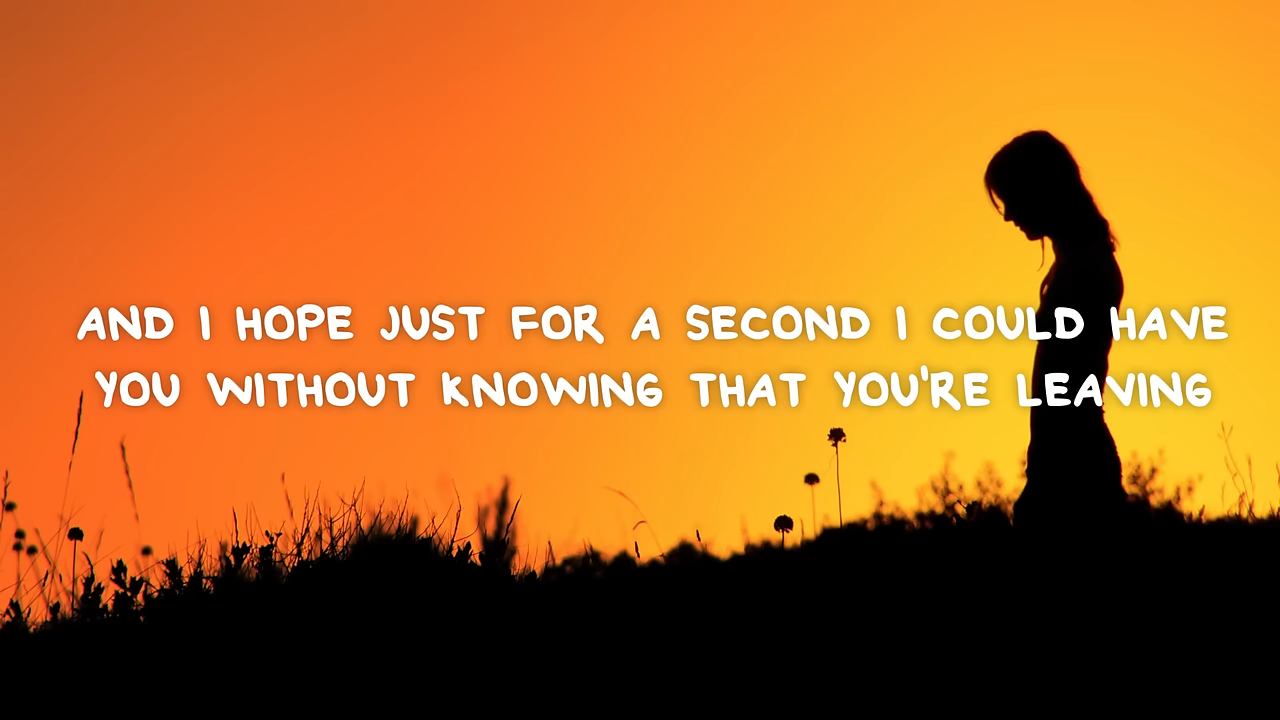 AND I HOPE JUST FOR A SECOND I COULD HAVE
YOU WITHOUT KNOWING THAT YOU'RE LEAVING